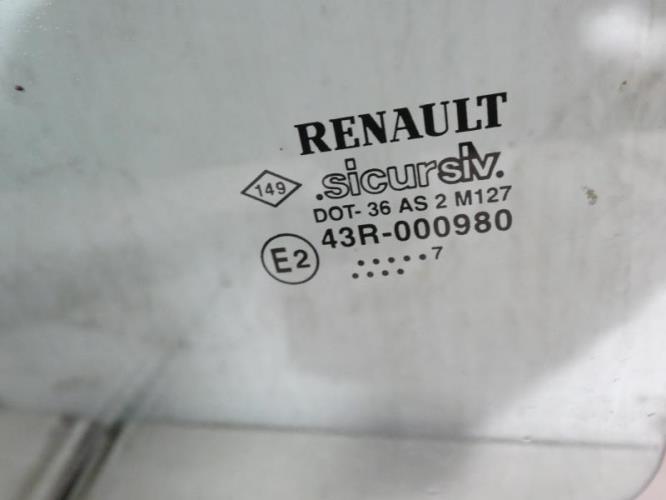 RENAULT
149
.sicursiv.
DOT- 36 AS 2 M127
43R-000980
E2
.....7
.....